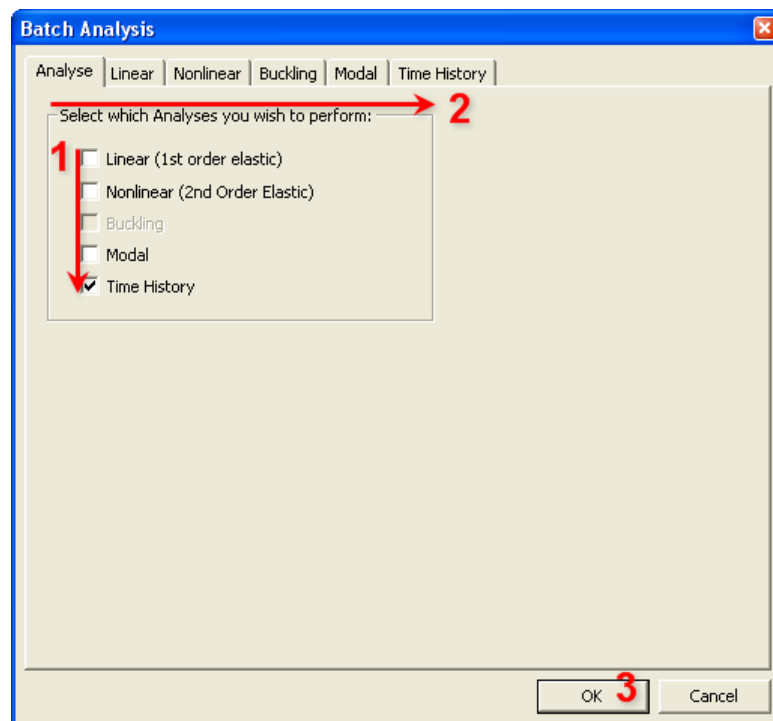 Batch Analysis
Analyse Linear Nonlinear Buckling Modal Time History
2
Select which Analyses you wish to perform:
1
Linear (1st order elastic)
Nonlinear (2nd Order Elastic)
Buckling
Modal
Time History
OK 3 Cancel